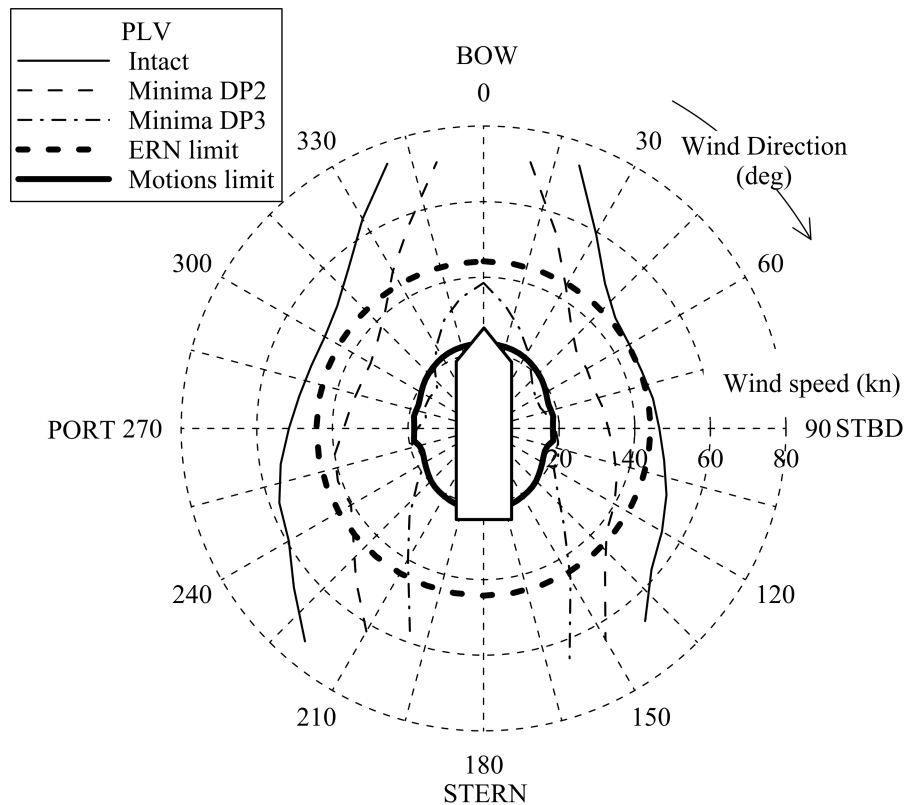 PLV
Intact
Minima DP2
Minima DP3
ERN limit
Motions limit
BOW
0
330
30
Wind Direction
(deg)
300
60
Wind speed (kn)
PORT 270
90 STBD
20
40
60
80
240
120
210
150
180
STERN